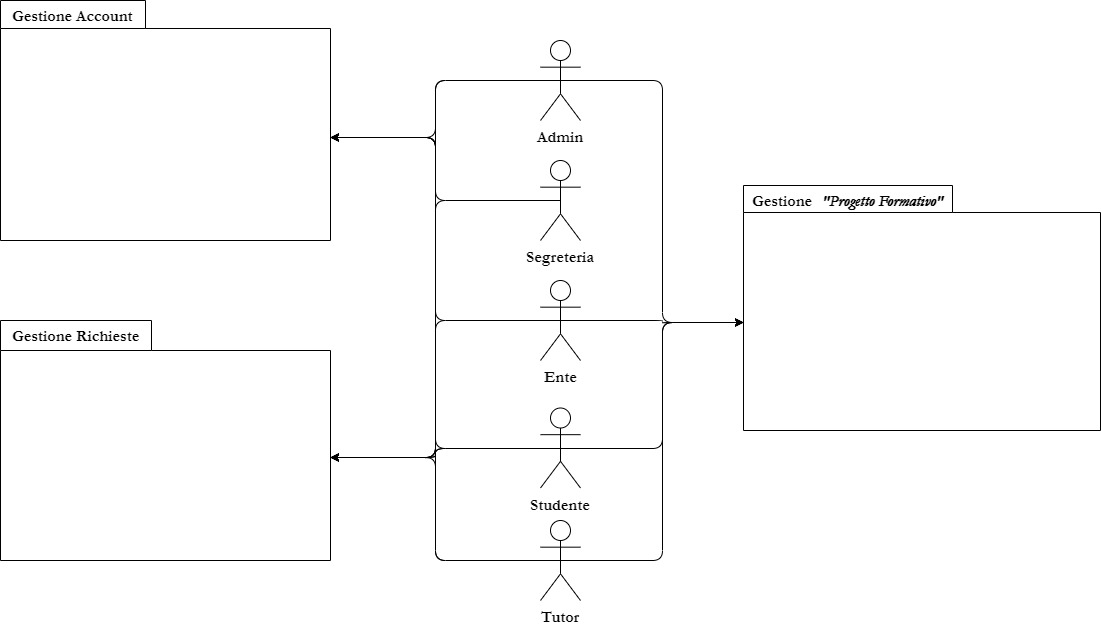 Gestione Account
Admin
Segreteria
Gestione "Progetto Formativo"
Gestione Richieste
Ente
Studente
Tutor